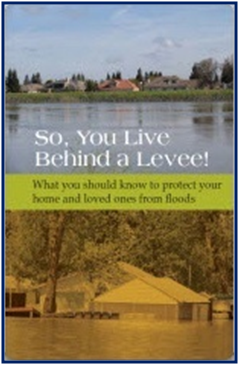 So, You Live
Behind a Levee!
What you should know to protect your
home and loved ones from floods